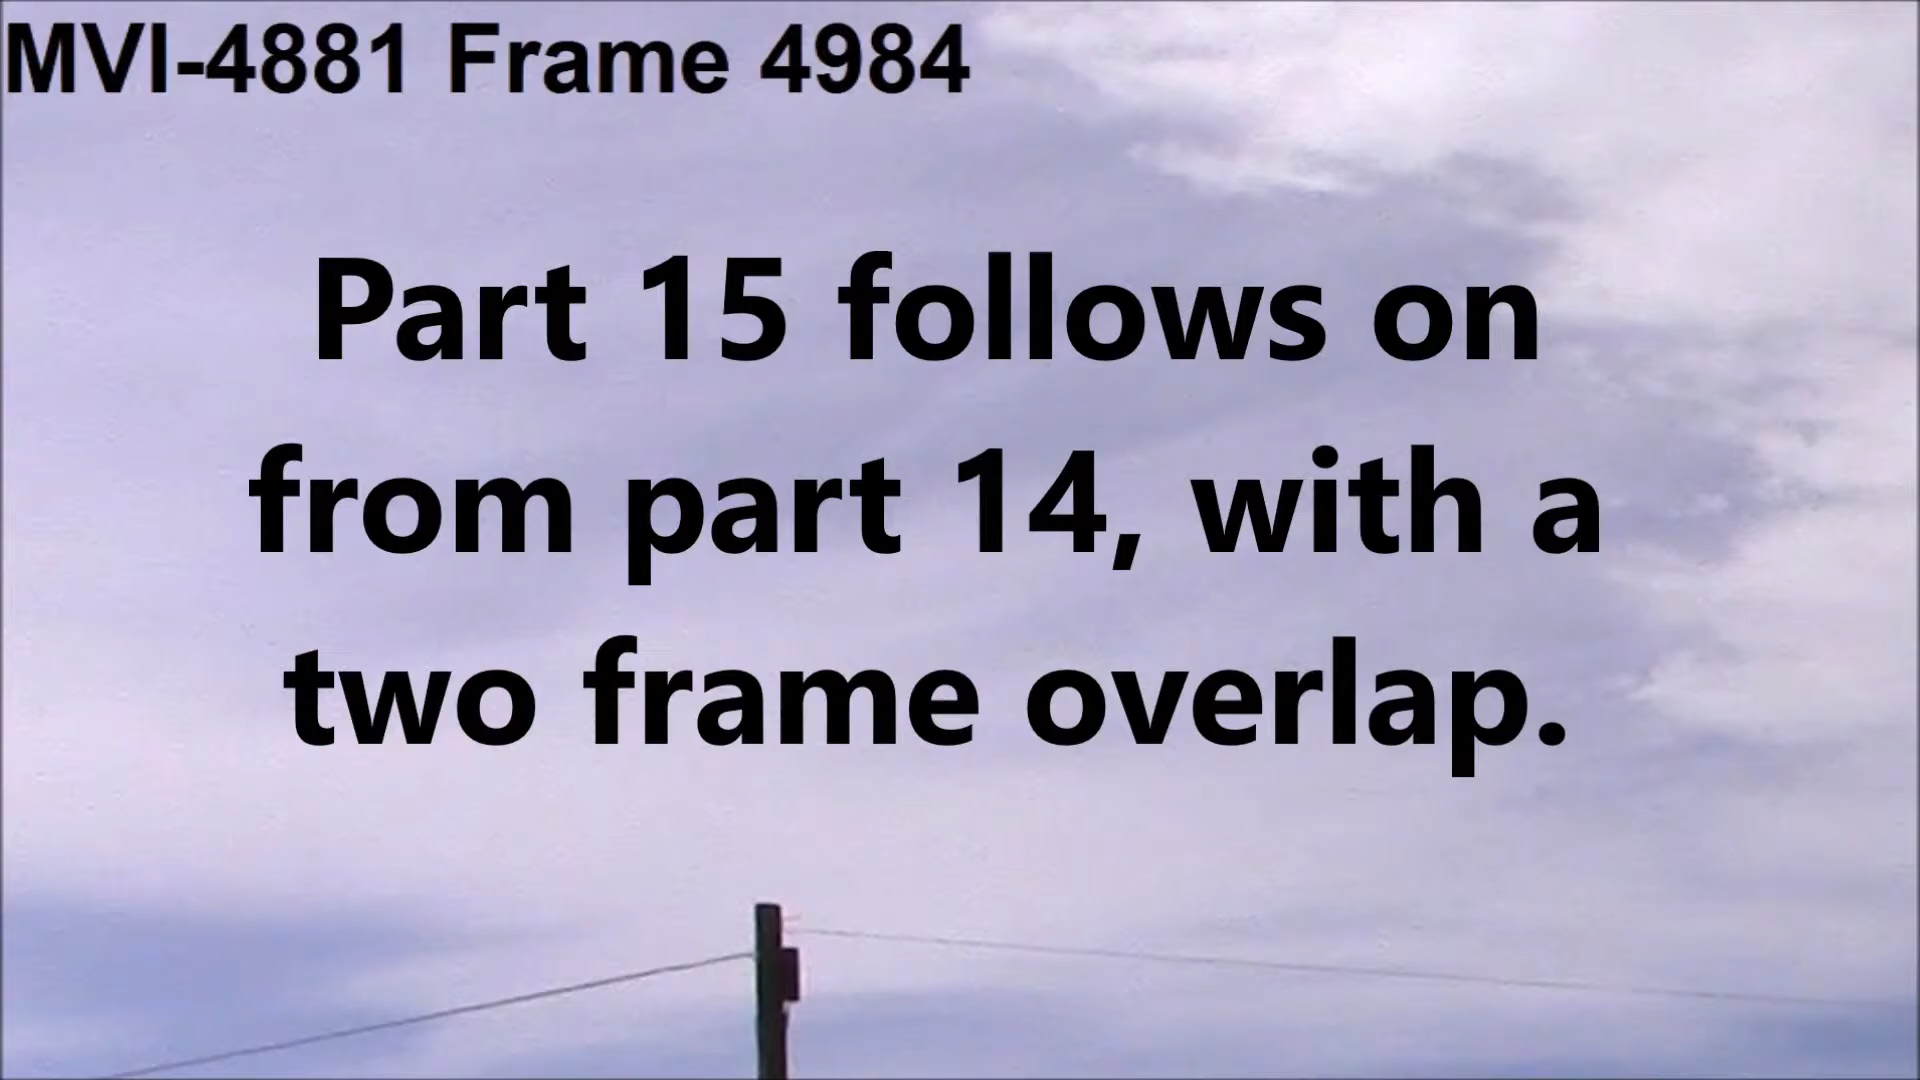 MVI-4881 Frame 4984
Part 15 follows on
from part 14, with a
two frame overlap.